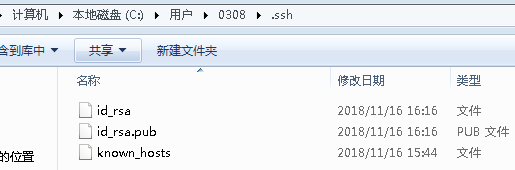 计算机 ▸ 本地磁盘 (C:) ▸ 用户 ▸ 0308 ▸ .ssh
含到库中 共享 新建文件夹
名称 修改日期 类型
id_rsa 2018/11/16 16:16 文件
id_rsa.pub 2018/11/16 16:16 PUB 文件
known_hosts 2018/11/16 15:44 文件
的位置